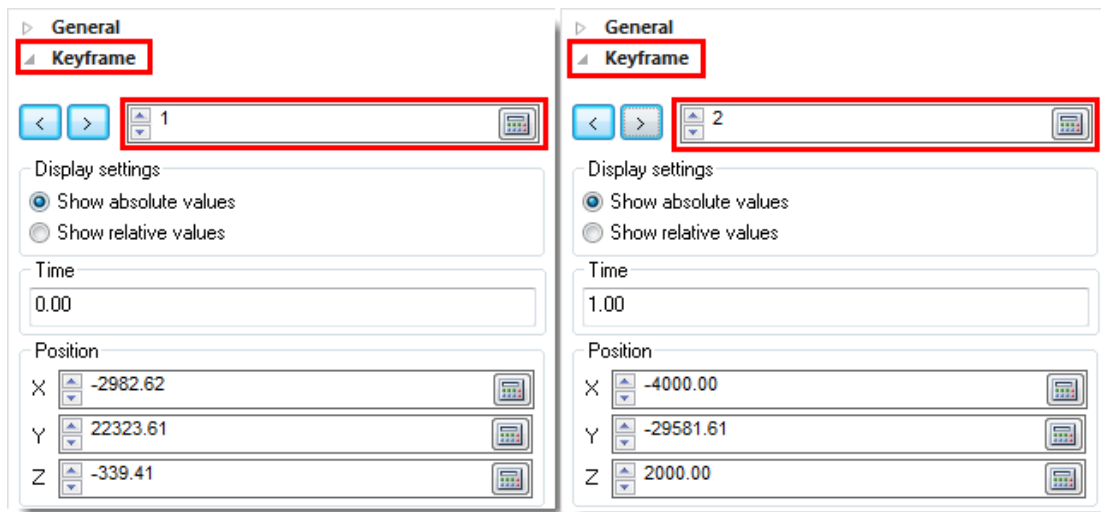 General
Keyframe
< > 1
Display settings
Show absolute values
Show relative values
Time
0.00
Position
X -2982.62
Y 22323.61
Z -339.41
General
Keyframe
< > 2
Display settings
Show absolute values
Show relative values
Time
1.00
Position
X -4000.00
Y -29581.61
Z 2000.00